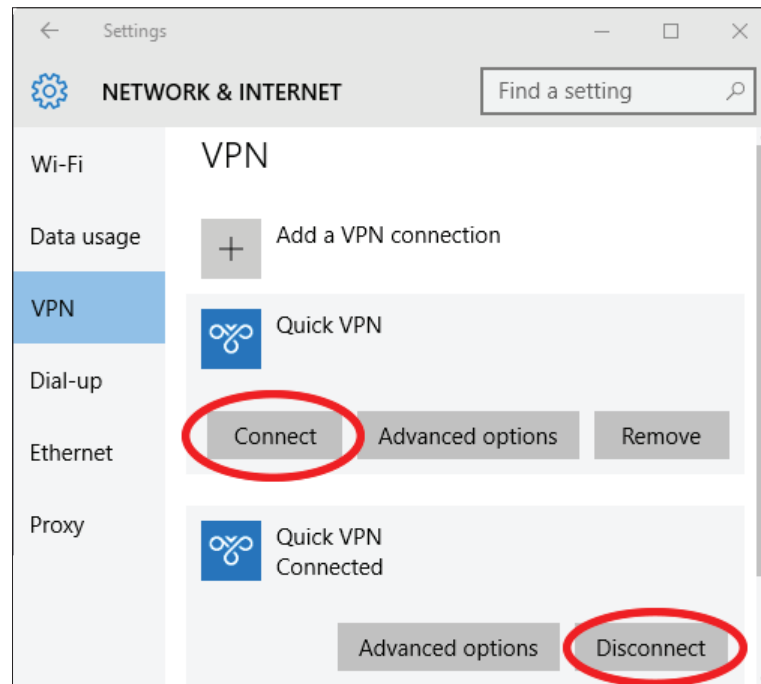 Settings
NETWORK & INTERNET
Find a setting
Wi-Fi
Data usage
VPN
Dial-up
Ethernet
Proxy
VPN
Add a VPN connection
Quick VPN
Connect Advanced options Remove
Quick VPN
Connected
Advanced options Disconnect